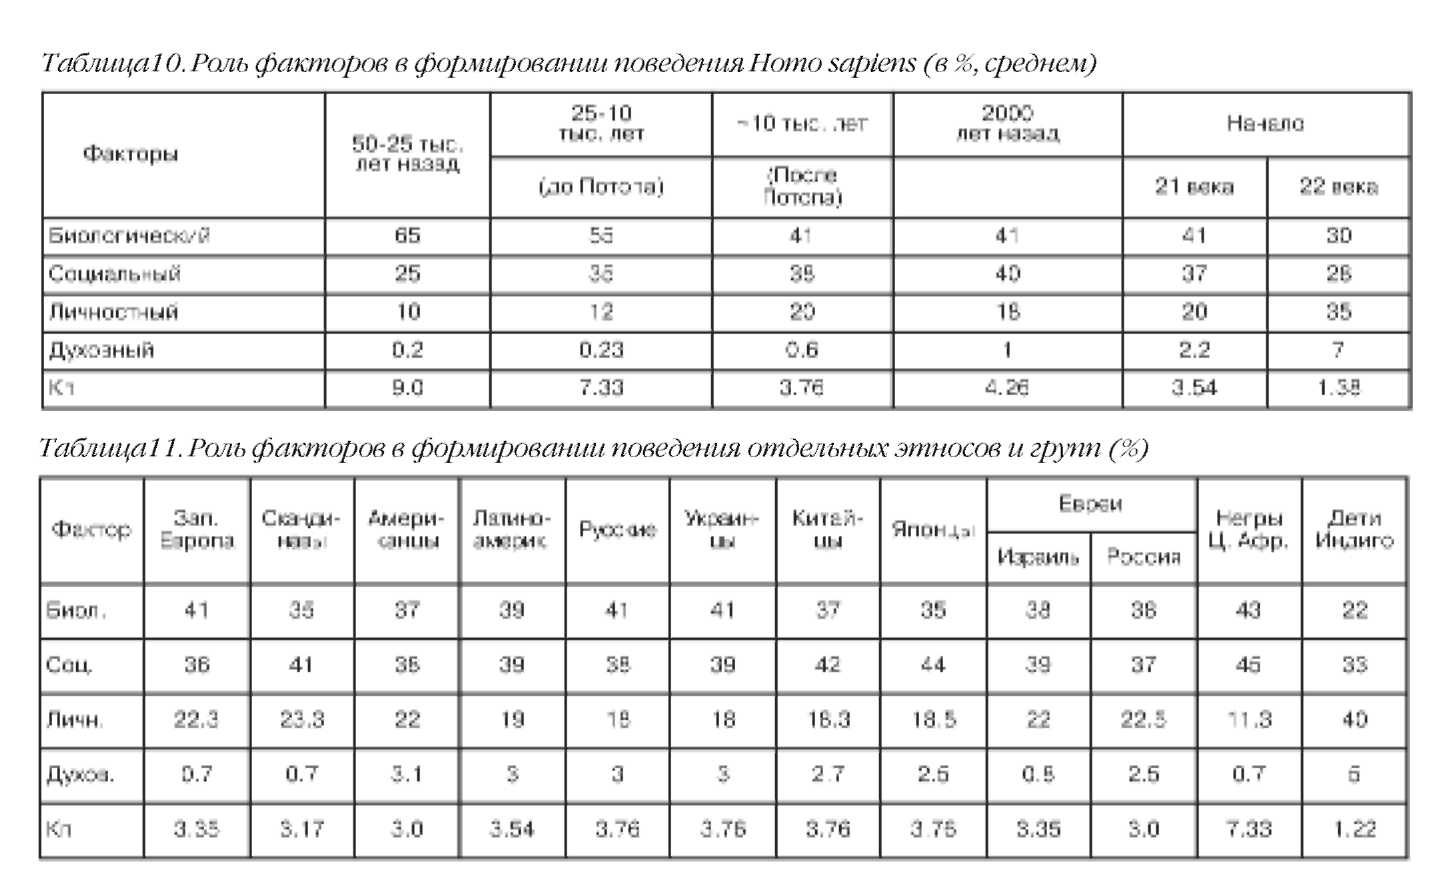 Таблица10. Роль факторов в формировании поведения Homo sapiens (в %, среднем)
Факторы 50-25 тыс. лет назад 25-10 тыс. лет ~10 тыс. лет 2000 лет назад Начало
(до Потопа) (После Потопа) 21 века 22 века
Биологический 65 55 41 41 41 30
Социальный 25 35 38 40 37 28
Личностный 10 12 20 18 20 35
Духовный 0.2 0.23 0.6 1 2.2 7
Кп 9.0 7.33 3.76 4.26 3.54 1.38
Таблица11. Роль факторов в формировании поведения отдельных этносов и групп (%)
Фактор Зап. Европа Сканди-навы Амери-канцы Латино-америк. Русские Украин-цы Китай-цы Японцы Евреи Негры Ц. Афр. Дети Индиго
Израиль Россия
Биол. 41 35 37 39 41 41 37 35 38 38 43 22
Соц. 36 41 38 39 38 39 42 44 39 37 45 33
Личн. 22.3 23.3 22 19 18 18 18.3 18.5 22 22.5 11.3 40
Духов. 0.7 0.7 3.1 3 3 3 2.7 2.5 0.8 2.5 0.7 5
Кп 3.35 3.17 3.0 3.54 3.76 3.76 3.76 3.76 3.35 3.0 7.33 1.22